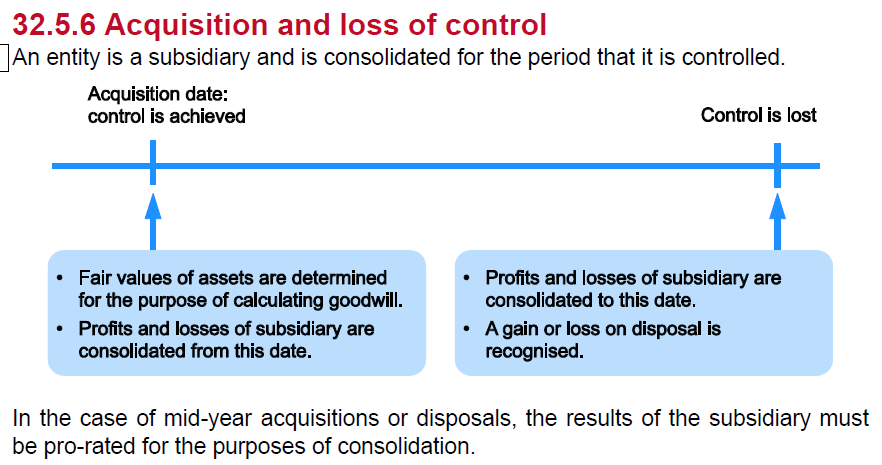 32.5.6 Acquisition and loss of control
An entity is a subsidiary and is consolidated for the period that it is controlled.
Acquisition date:
control is achieved
Control is lost
• Fair values of assets are determined
for the purpose of calculating goodwill.
• Profits and losses of subsidiary are
consolidated from this date.
• Profits and losses of subsidiary are
consolidated to this date.
• A gain or loss on disposal is
recognised.
In the case of mid-year acquisitions or disposals, the results of the subsidiary must
be pro-rated for the purposes of consolidation.